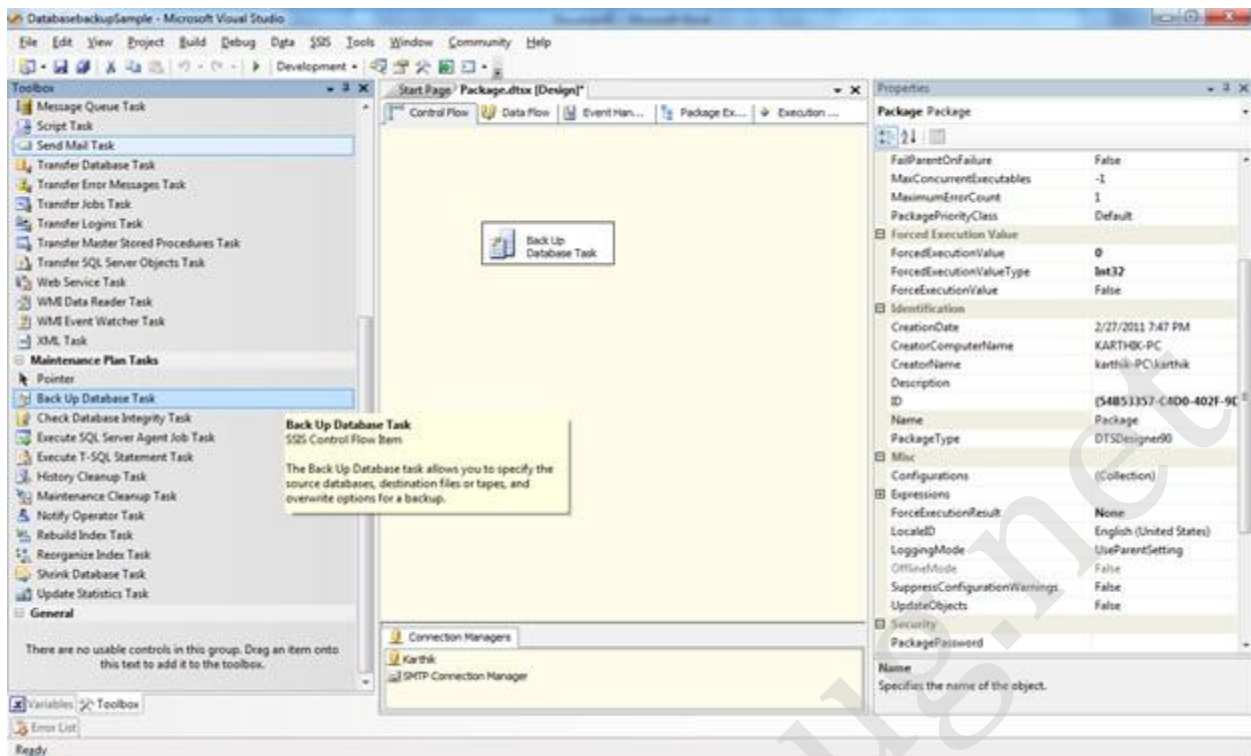 DatabasebackupSample - Microsoft Visual Studio
File Edit View Project Build Debug Data SSIS Tools Window Community Help
Development
Toolbox
Message Queue Task
Script Task
Send Mail Task
Transfer Database Task
Transfer Error Messages Task
Transfer Jobs Task
Transfer Logins Task
Transfer Master Stored Procedures Task
Transfer SQL Server Objects Task
Web Service Task
WMI Data Reader Task
WMI Event Watcher Task
XML Task
Maintenance Plan Tasks
Pointer
Back Up Database Task
Check Database Integrity Task
Execute SQL Server Agent Job Task
Execute T-SQL Statement Task
History Cleanup Task
Maintenance Cleanup Task
Notify Operator Task
Rebuild Index Task
Reorganize Index Task
Shrink Database Task
Update Statistics Task
General
There are no usable controls in this group. Drag an item onto
this text to add it to the toolbox.
Variables Toolbox
Error List
Ready
Start Page Package.dtsx [Design]*
Control Flow Data Flow Event Han... Package Ex... Execution ...
Back Up
Database Task
Back Up Database Task
SSIS Control Flow Item
The Back Up Database task allows you to specify the
source databases, destination files or tapes, and
overwrite options for a backup.
Connection Managers
Karthik
SMTP Connection Manager
Properties
Package Package
FailParentOnFailure False
MaxConcurrentExecutables -1
MaximumErrorCount 1
PackagePriorityClass Default
Forced Execution Value
ForcedExecutionValue 0
ForcedExecutionValueType Int32
ForceExecutionValue False
Identification
CreationDate 2/27/2011 7:47 PM
CreatorComputerName KARTHIK-PC
CreatorName karthik-PC\karthik
Description
ID {54B53357-C4D0-402F-9C
Name Package
PackageType DTSDesigner90
Misc
Configurations (Collection)
Expressions
ForceExecutionResult None
LocaleID English (United States)
LoggingMode UseParentSetting
OfflineMode False
SuppressConfigurationWarnings False
UpdateObjects False
Security
PackagePassword
Name
Specifies the name of the object.